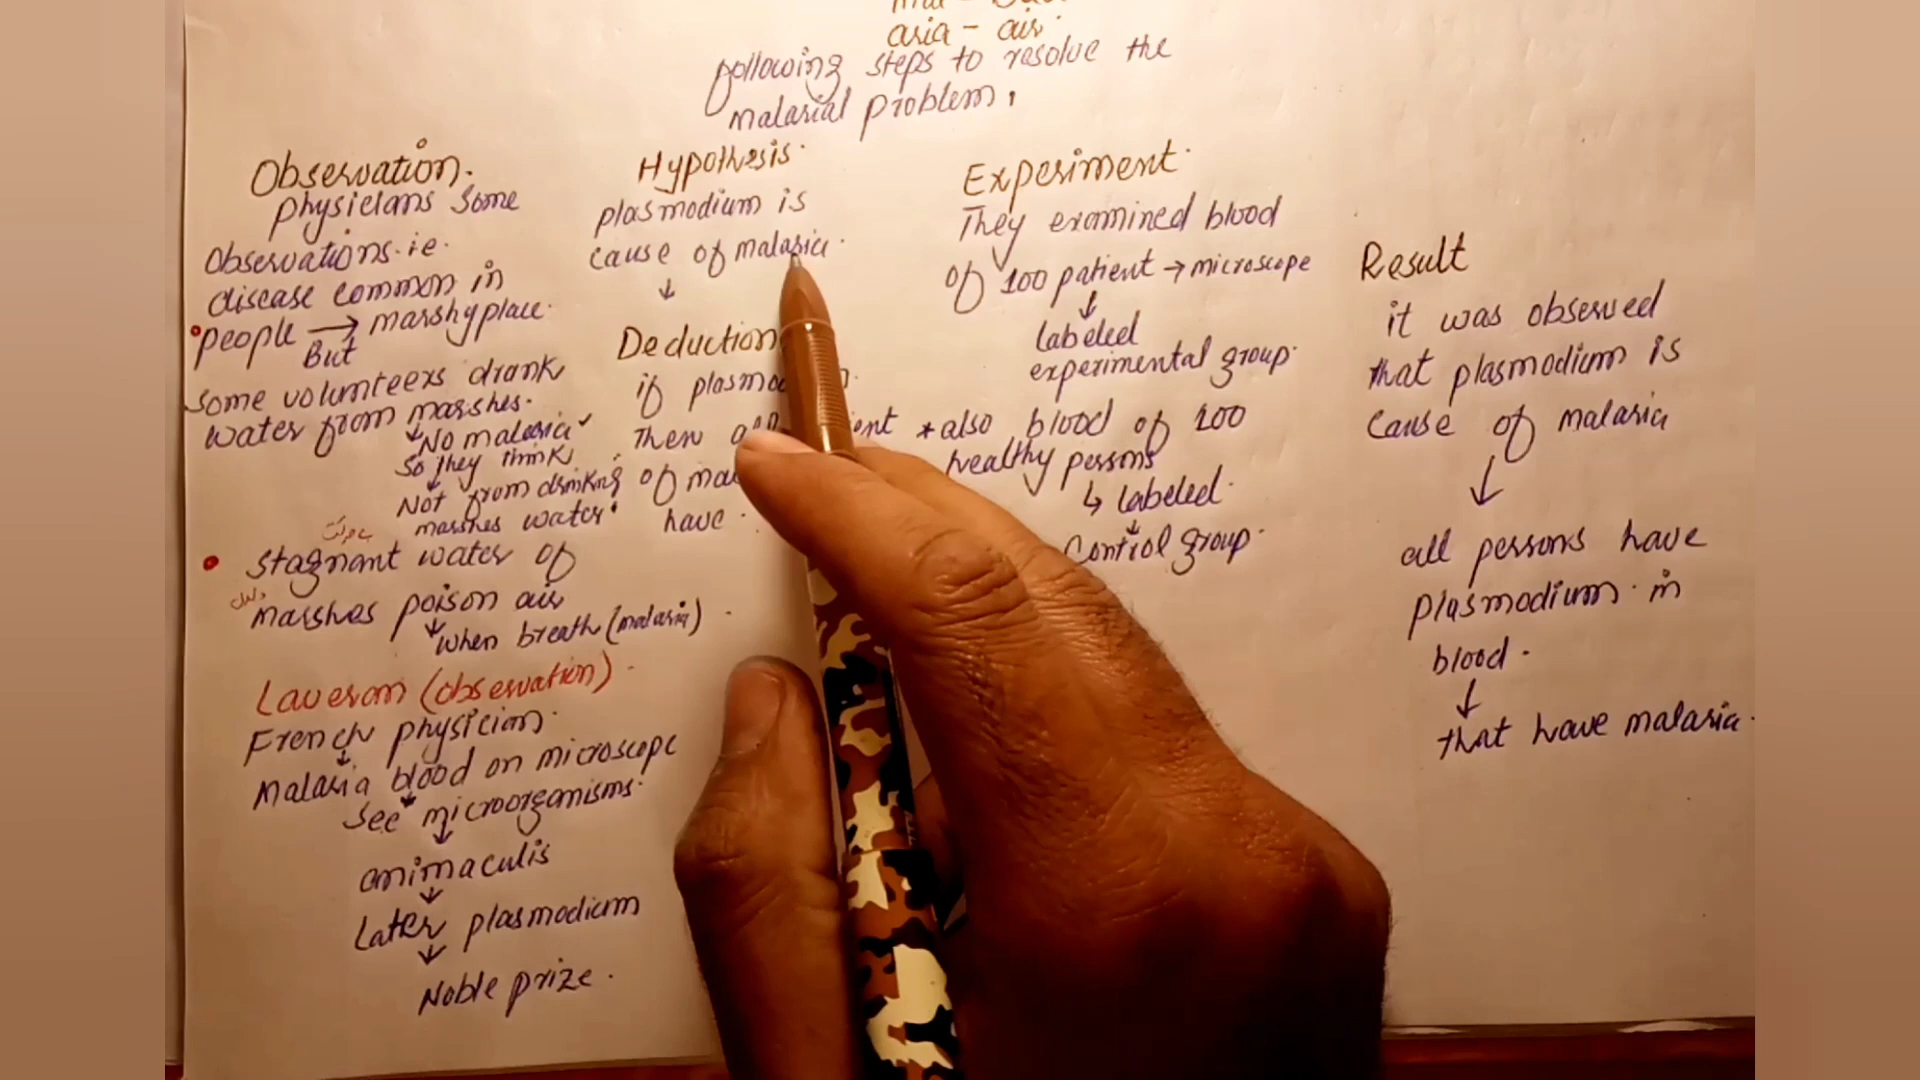 aria - air
following steps to resolve the
malarial problem.
Observation.
physicians some
observations. ie.
disease common in
people → marshy place.
But
some volunteers drank
water from marshes.
↓ No malaria ✓
So they think
Not from drinking
marshes water.
stagnant water of
marshes poison air
↓ when breath (malaria)
Laveran (observation)
French physician.
malaria blood on microscope
see microorganisms.
animaculis
Later plasmodium
Noble prize.
Hypothesis.
plasmodium is
cause of malaria.
↓
Deduction
if
Then
of
have.
Experiment
They examined blood
of 100 patient → microscope
↓
labeled
experimental group.
* also blood of 100
healthy persons
↳ labeled.
Control group.
Result
it was observed
that plasmodium is
cause of malaria
↓
all persons have
plasmodium in
blood.
↓
that have malaria.